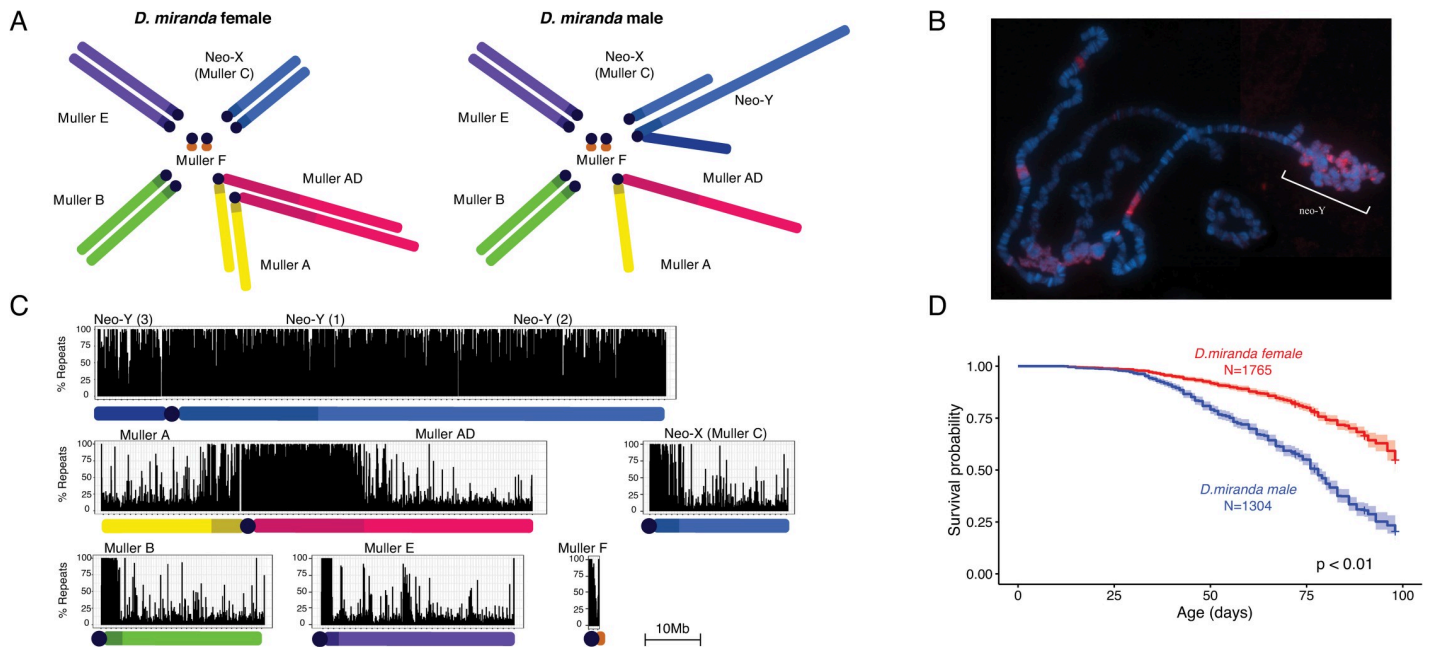 A
D. miranda female
Neo-X
(Muller C)
Muller E
Muller F
Muller B
Muller AD
Muller A
D. miranda male
Neo-X
(Muller C)
Neo-Y
Muller E
Muller F
Muller B
Muller AD
Muller A
B
neo-Y
C
Neo-Y (3)
Neo-Y (1)
Neo-Y (2)
% Repeats
100
75
50
25
0
Muller A
Muller AD
% Repeats
100
75
50
25
0
Neo-X (Muller C)
100
75
50
25
0
Muller B
% Repeats
100
75
50
25
0
Muller E
100
75
50
25
0
Muller F
100
75
50
25
0
10Mb
D
D.miranda female
N=1765
D.miranda male
N=1304
p < 0.01
Survival probability
1.00
0.75
0.50
0.25
0.00
0
25
50
75
100
Age (days)